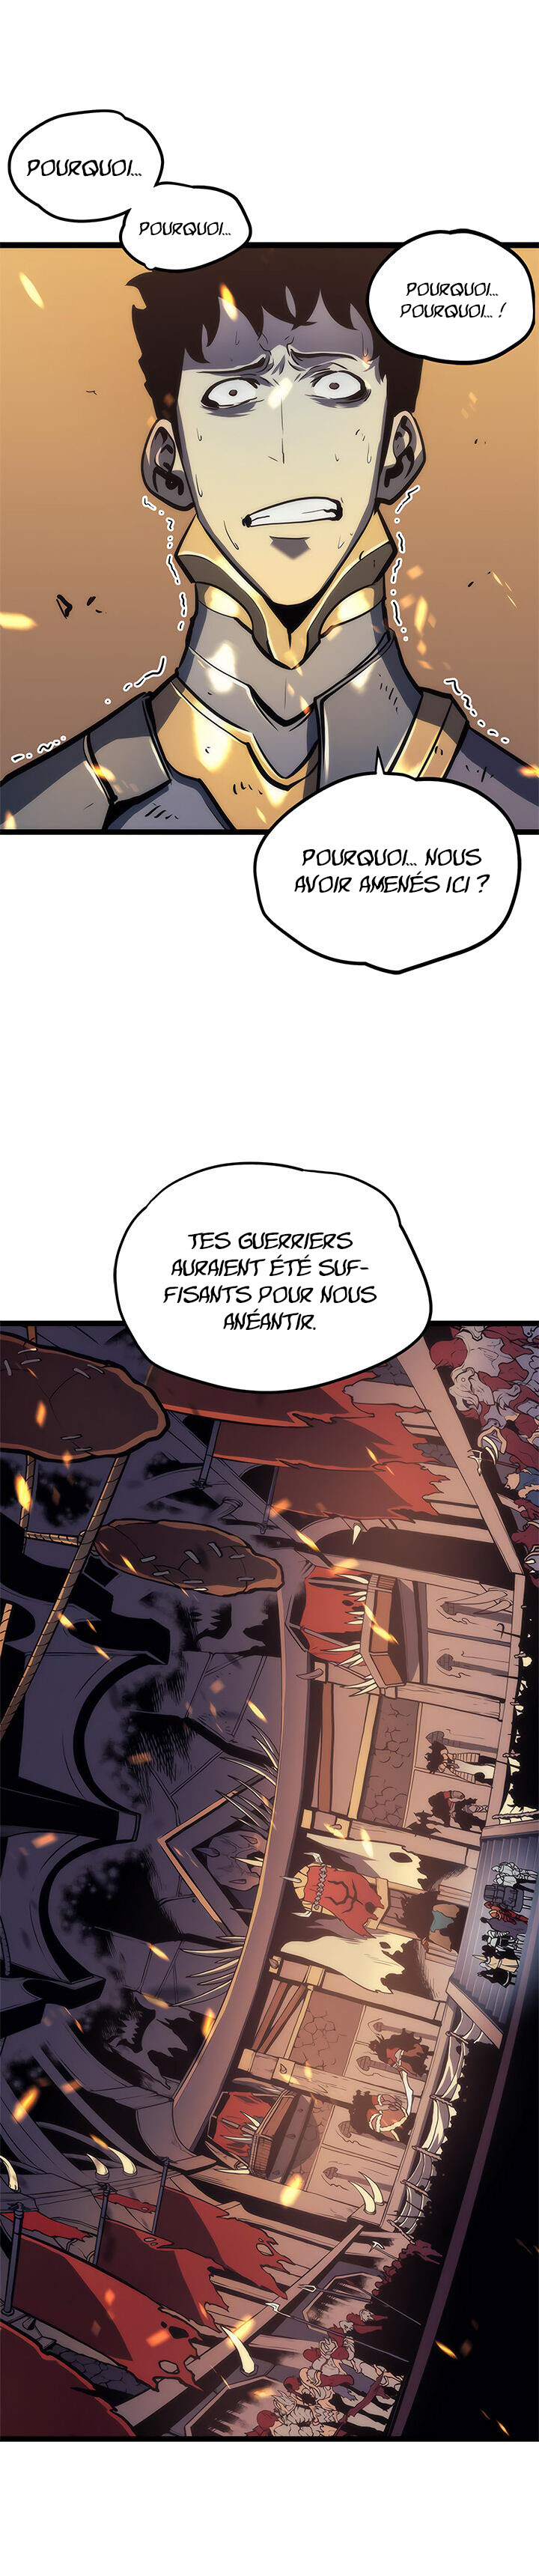 POURQUOI...
POURQUOI...
POURQUOI...
POURQUOI... !
POURQUOI... NOUS
AVOIR AMENÉS ICI ?
TES GUERRIERS
AURAIENT ÉTÉ SUF-
FISANTS POUR NOUS
ANÉANTIR.